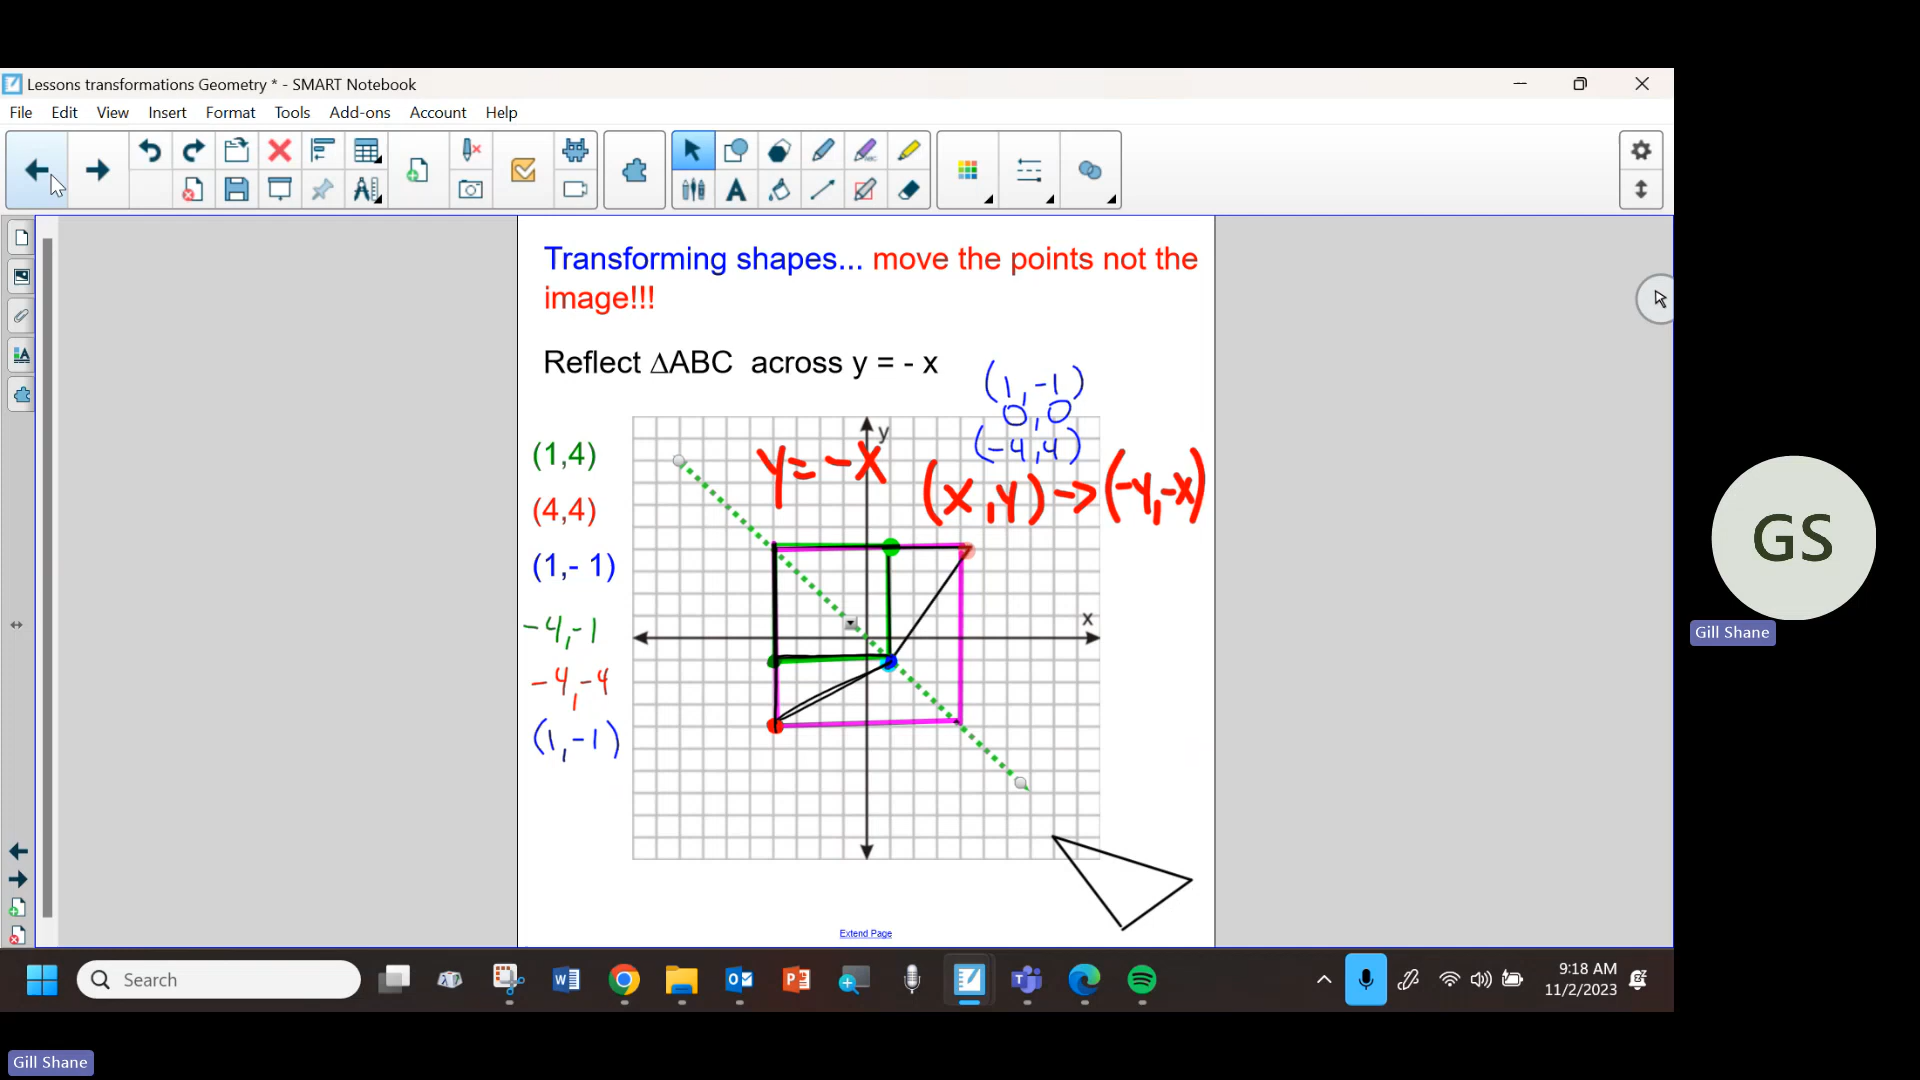 Lessons transformations Geometry * - SMART Notebook
File Edit View Insert Format Tools Add-ons Account Help
Transforming shapes... move the points not the
image!!!
Reflect ∆ABC across y = - x
(1,-1)
0,0
(-4,4)
y
y = -x
(x,y) -> (-y,-x)
(1,4)
(4,4)
(1,- 1)
x
-4,-1
-4,-4
(1,-1)
Extend Page
GS
Gill Shane
Search
9:18 AM
11/2/2023
Gill Shane